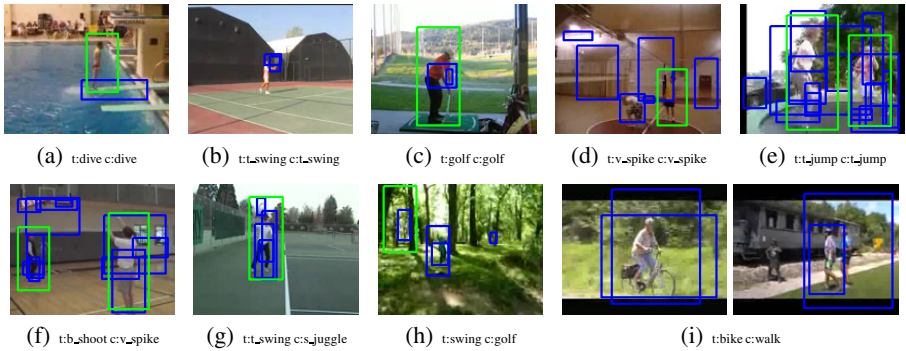 (a) t:dive c:dive
(b) t:t_swing c:t_swing
(c) t:golf c:golf
(d) t:v_spike c:v_spike
(e) t:t_jump c:t_jump
(f) t:b_shoot c:v_spike
(g) t:t_swing c:s_juggle
(h) t:swing c:golf
(i) t:bike c:walk